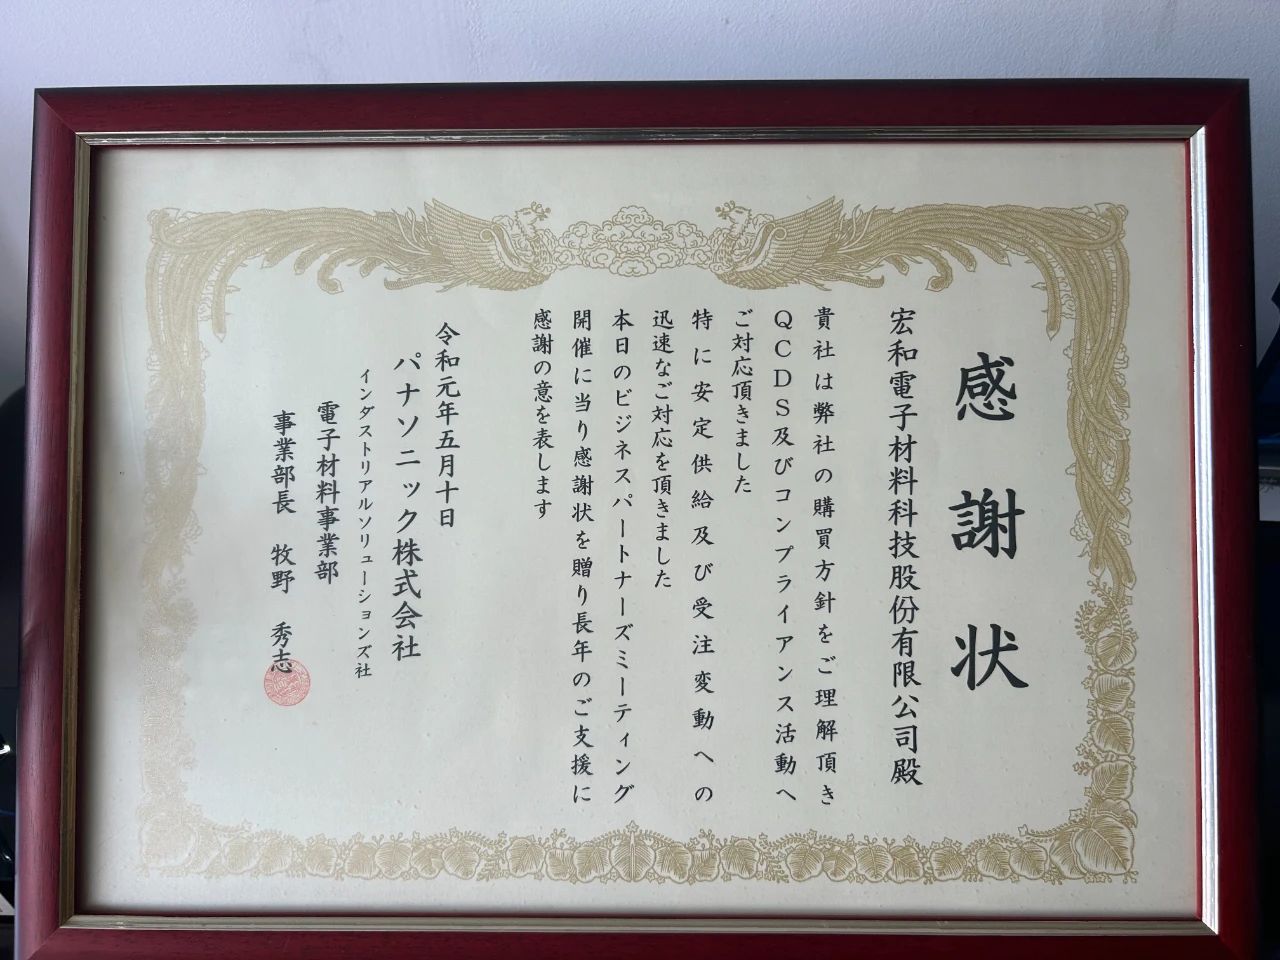 感謝状
宏和電子材料科技股份有限公司殿
貴社は弊社の購買方針をご理解頂き
QCDS及びコンプライアンス活動へ
ご対応頂きました
特に安定供給及び受注変動への
迅速なご対応を頂きました
本日のビジネスパートナーズミーティング
開催に当り感謝状を贈り長年のご支援に
感謝の意を表します
令和元年五月十日
パナソニック株式会社
インダストリアルソリューションズ社
電子材料事業部
事業部長 牧野 秀志